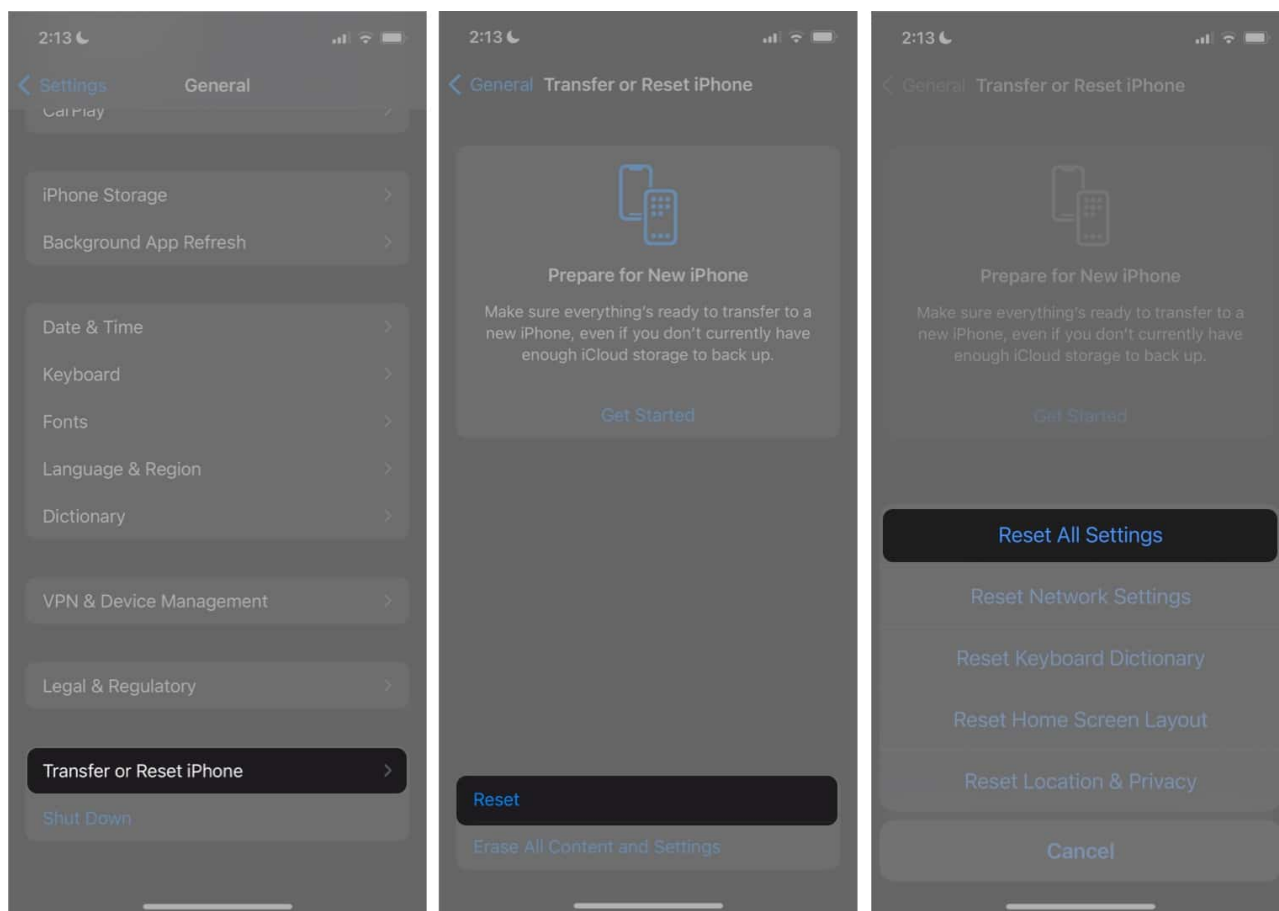 2:13
Settings
General
CarPlay
iPhone Storage
Background App Refresh
Date & Time
Keyboard
Fonts
Language & Region
Dictionary
VPN & Device Management
Legal & Regulatory
Transfer or Reset iPhone
Shut Down
2:13
General
Transfer or Reset iPhone
Prepare for New iPhone
Make sure everything's ready to transfer to a
new iPhone, even if you don't currently have
enough iCloud storage to back up.
Get Started
Reset
Erase All Content and Settings
2:13
General
Transfer or Reset iPhone
Prepare for New iPhone
Make sure everything's ready to transfer to a
new iPhone, even if you don't currently have
enough iCloud storage to back up.
Get Started
Reset All Settings
Reset Network Settings
Reset Keyboard Dictionary
Reset Home Screen Layout
Reset Location & Privacy
Cancel